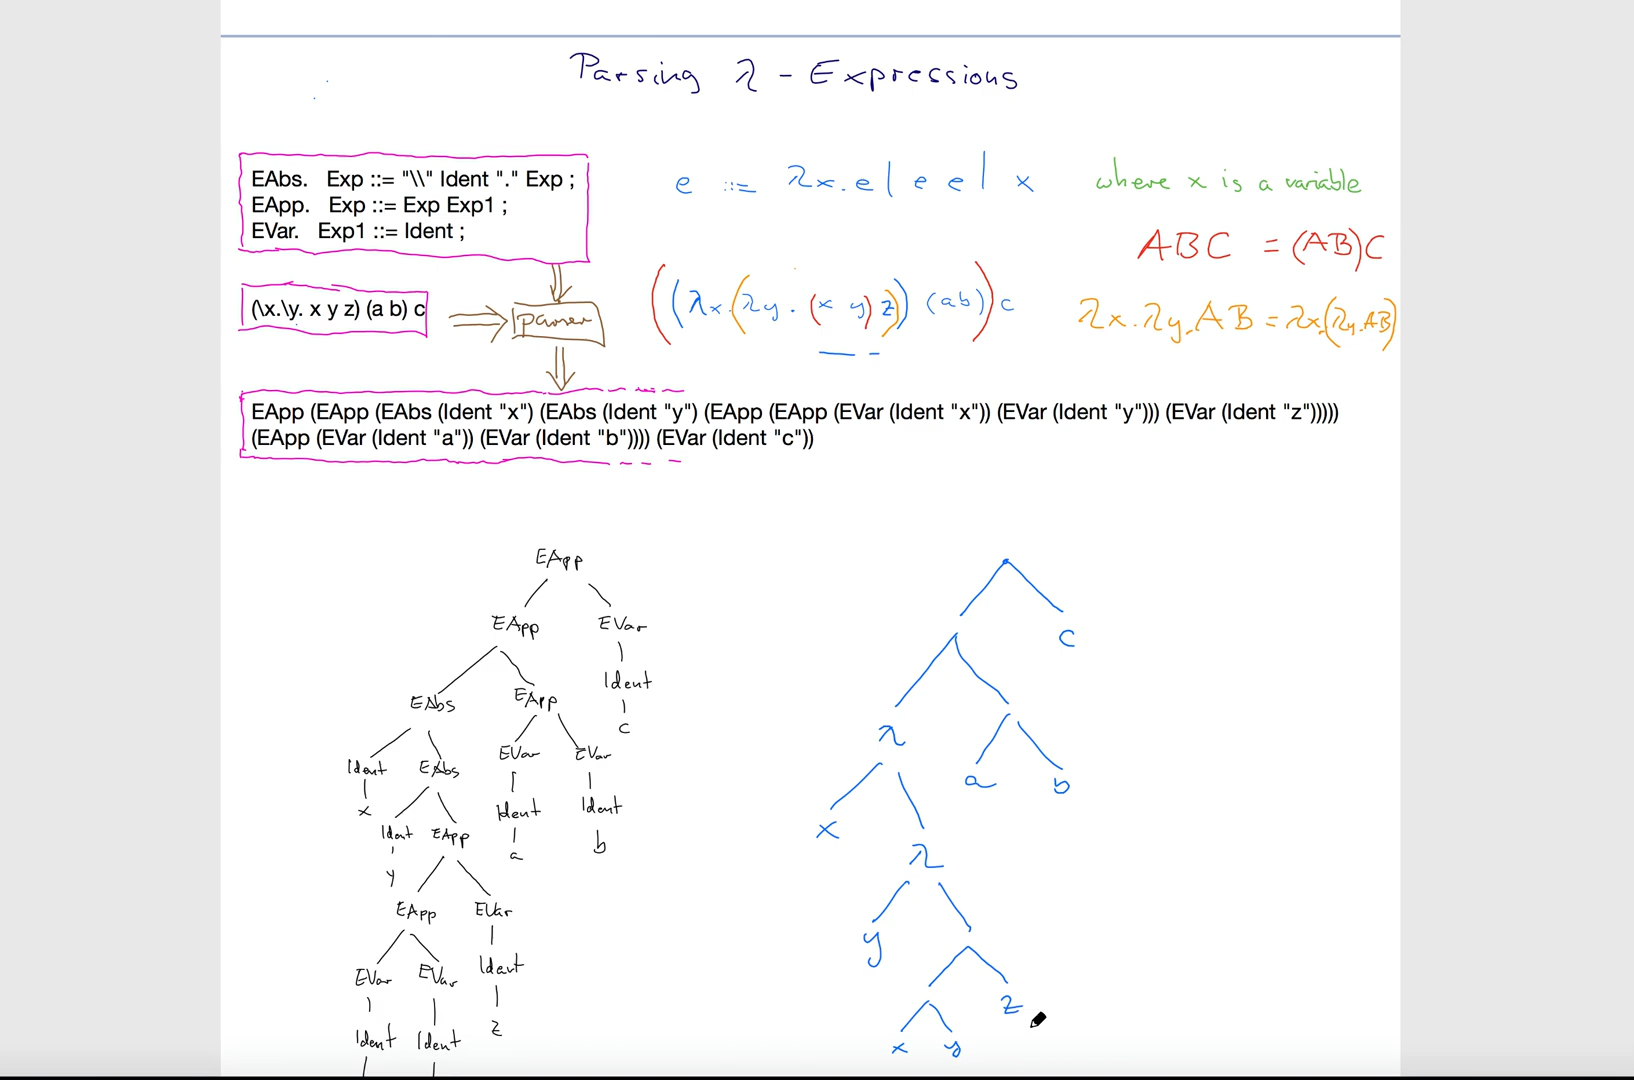 Parsing λ - Expressions
EAbs. Exp ::= "\\" Ident "." Exp ;
EApp. Exp ::= Exp Exp1 ;
EVar. Exp1 ::= Ident ;
e ::= λx.e | e e | x where x is a variable
ABC = (AB)C
(\x.\y. x y z) (a b) c
parser
((λx.(λy.(x y) z)) (ab)) c
λx.λy.AB = λx.(λy.AB)
EApp (EApp (EAbs (Ident "x") (EAbs (Ident "y") (EApp (EApp (EVar (Ident "x")) (EVar (Ident "y"))) (EVar (Ident "z")))))
(EApp (EVar (Ident "a")) (EVar (Ident "b")))) (EVar (Ident "c"))
EApp
EApp EVar
Ident
EAbs EApp
c
EVar EVar
Ident EAbs
x
Ident Ident
Ident EApp
a b
y
EApp EVar
Ident
EVar EVar
z
Ident Ident
c
λ
a b
x
λ
y
z
x y